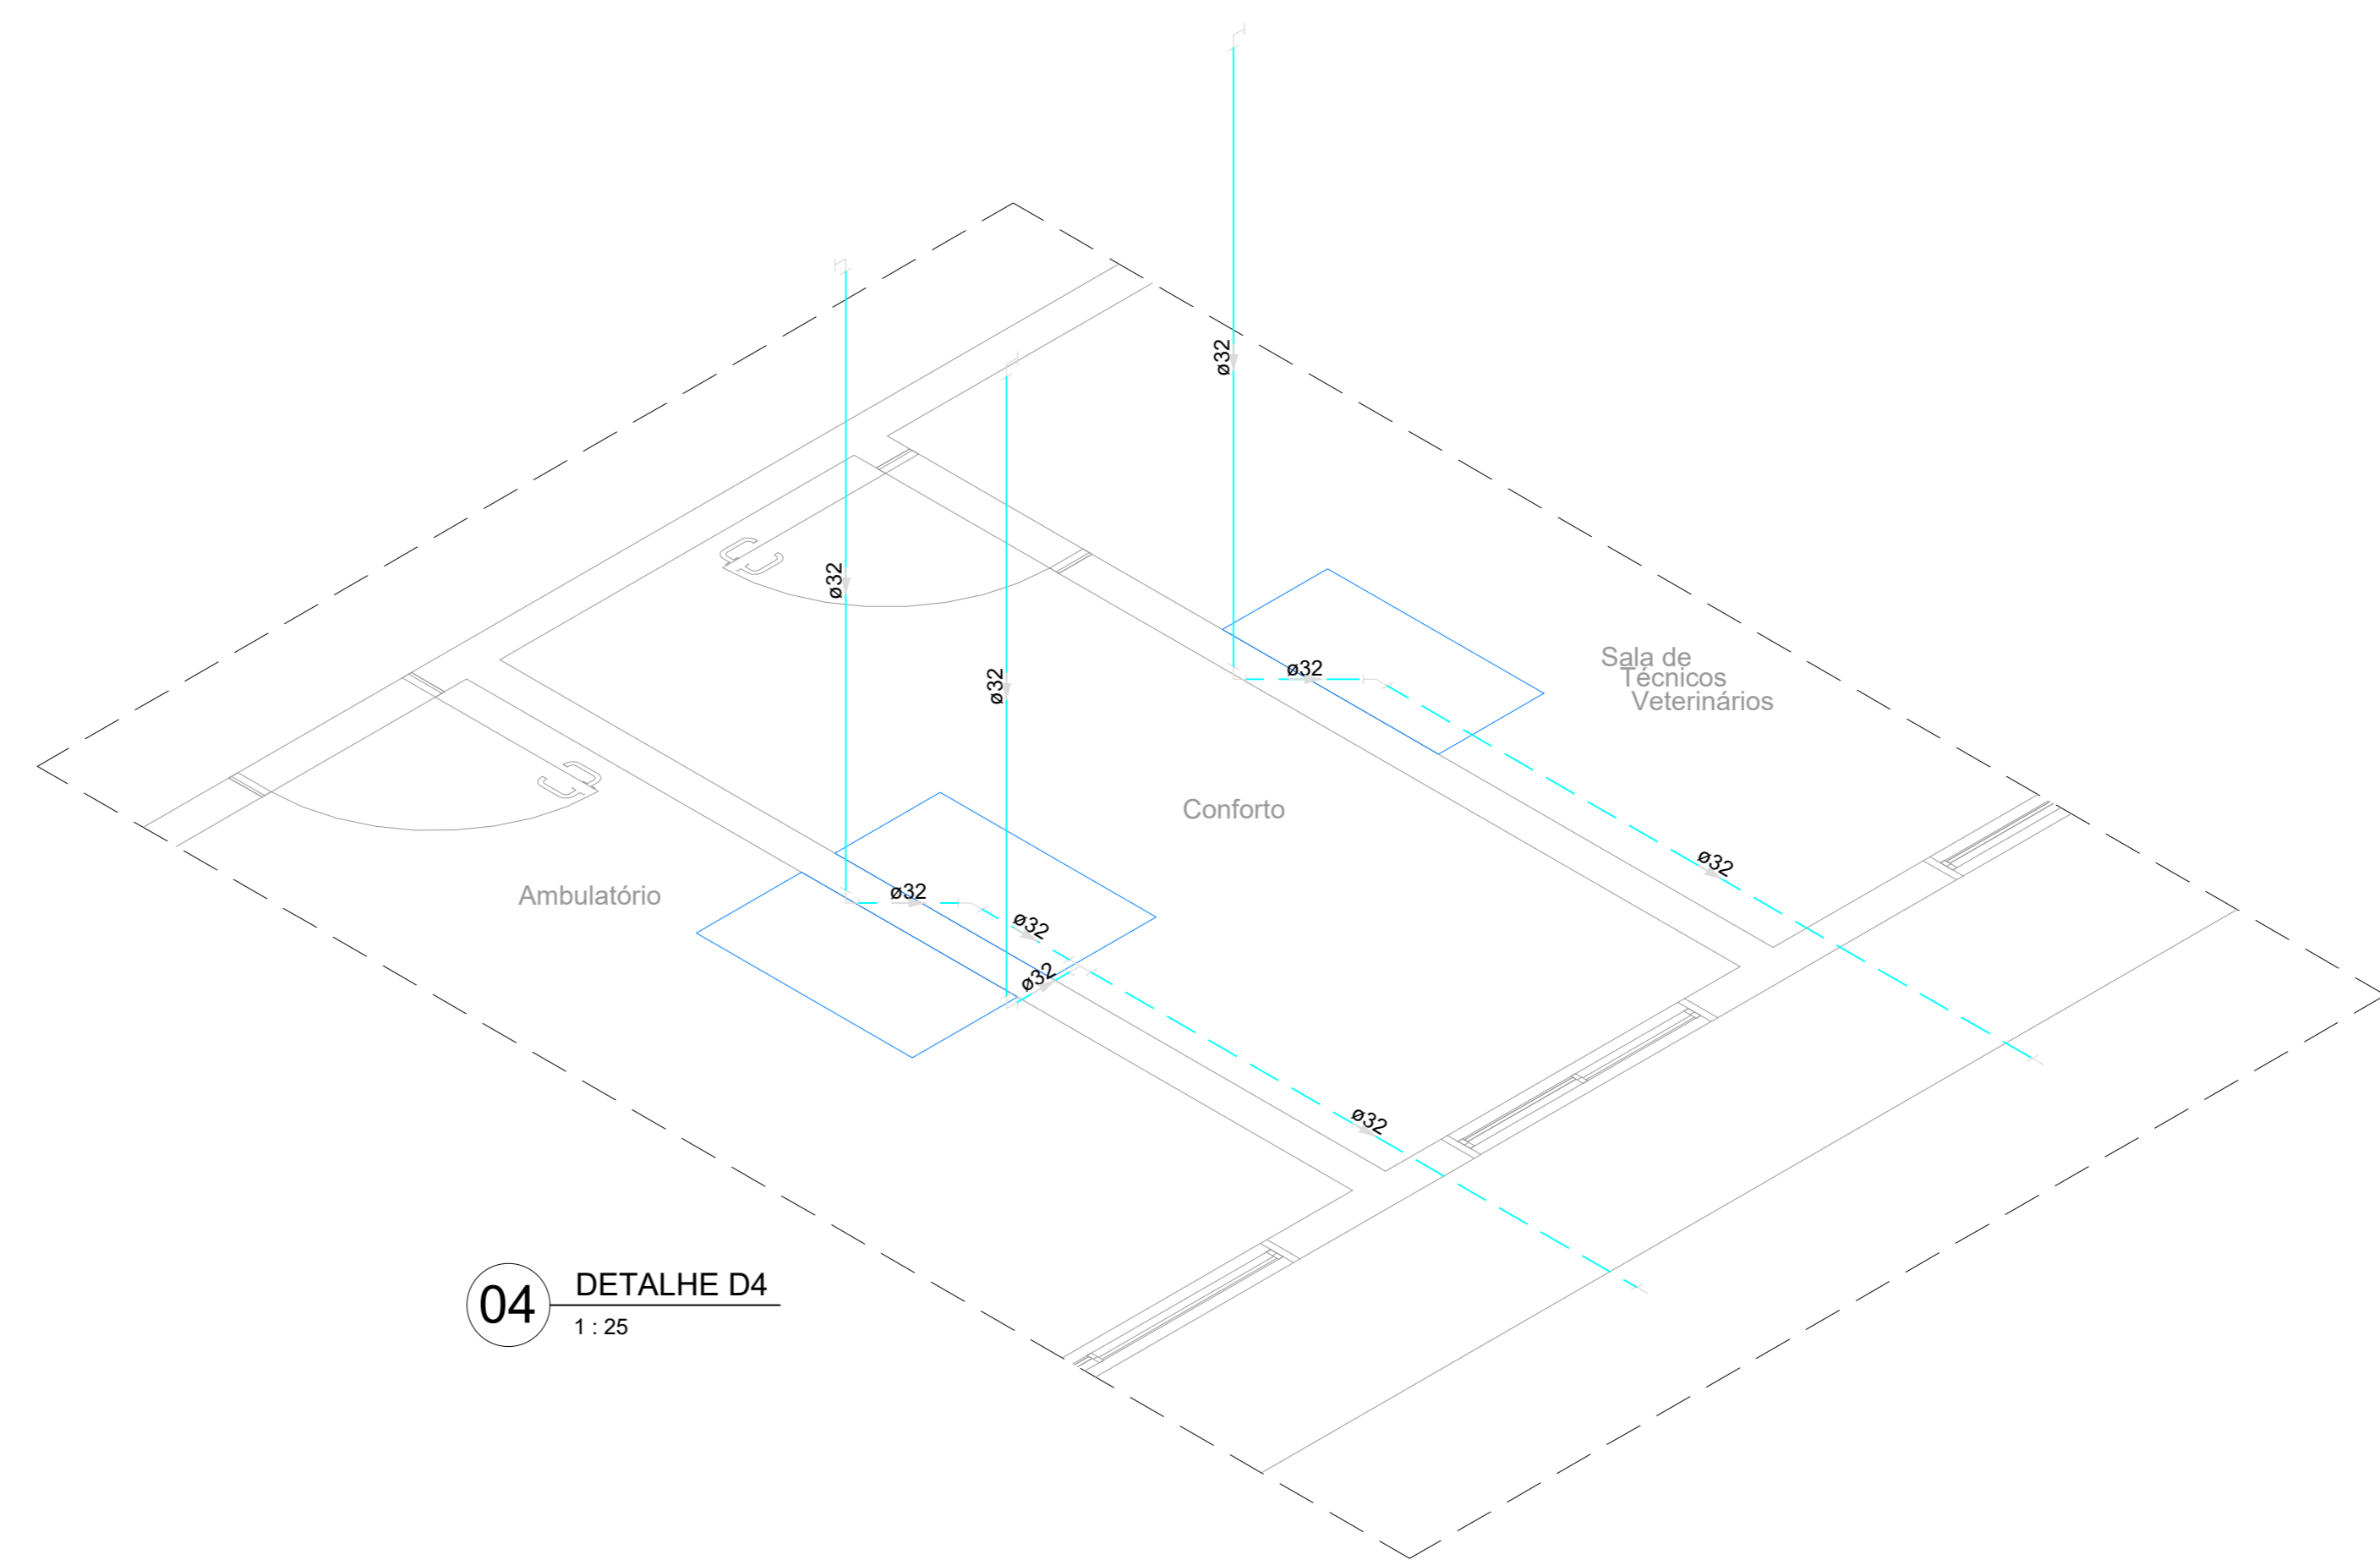 ø32
ø32
ø32
ø32
Sala de
Técnicos
Veterinários
Conforto
ø32
Ambulatório
ø32
ø32
ø32
ø32
04
DETALHE D4
1 : 25